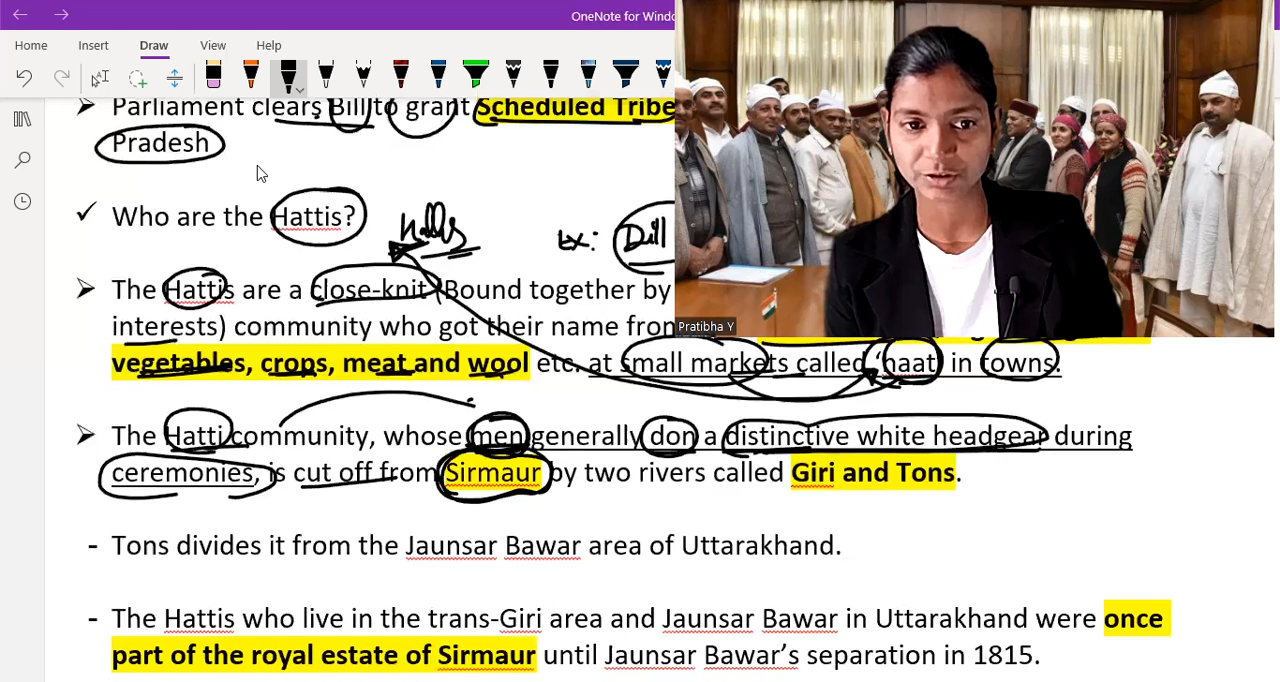 OneNote for Windo
Home Insert Draw View Help
Parliament clears Bill to grant Scheduled Tribe
Pradesh
Who are the Hattis?
Ex: Dill
The Hattis are a close-knit (Bound together by
interests) community who got their name from
Pratibha Y
vegetables, crops, meat and wool etc. at small markets called ‘haat’ in towns.
The Hatti community, whose men generally don a distinctive white headgear during
ceremonies, is cut off from Sirmaur by two rivers called Giri and Tons.
- Tons divides it from the Jaunsar Bawar area of Uttarakhand.
- The Hattis who live in the trans-Giri area and Jaunsar Bawar in Uttarakhand were once
part of the royal estate of Sirmaur until Jaunsar Bawar’s separation in 1815.